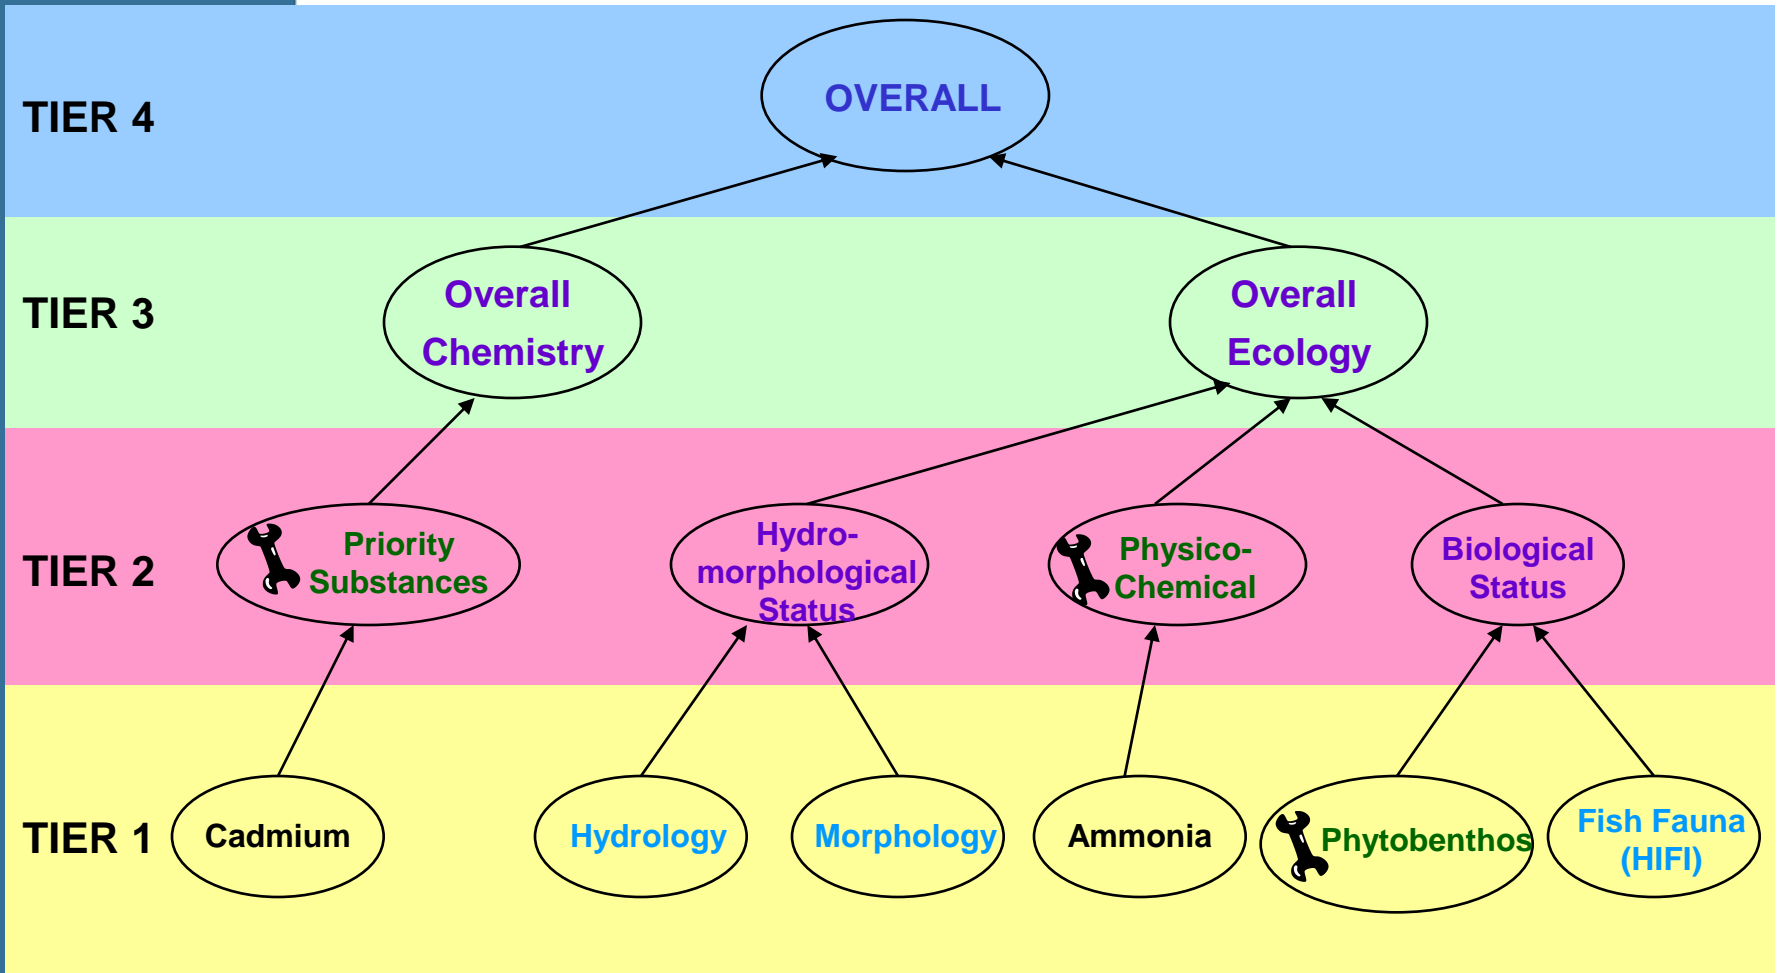 TIER 4
OVERALL
TIER 3
Overall
Chemistry
Overall
Ecology
TIER 2
Priority
Substances
Hydro-
morphological
Status
Physico-
Chemical
Biological
Status
TIER 1
Cadmium
Hydrology
Morphology
Ammonia
Phytobenthos
Fish Fauna
(HIFI)